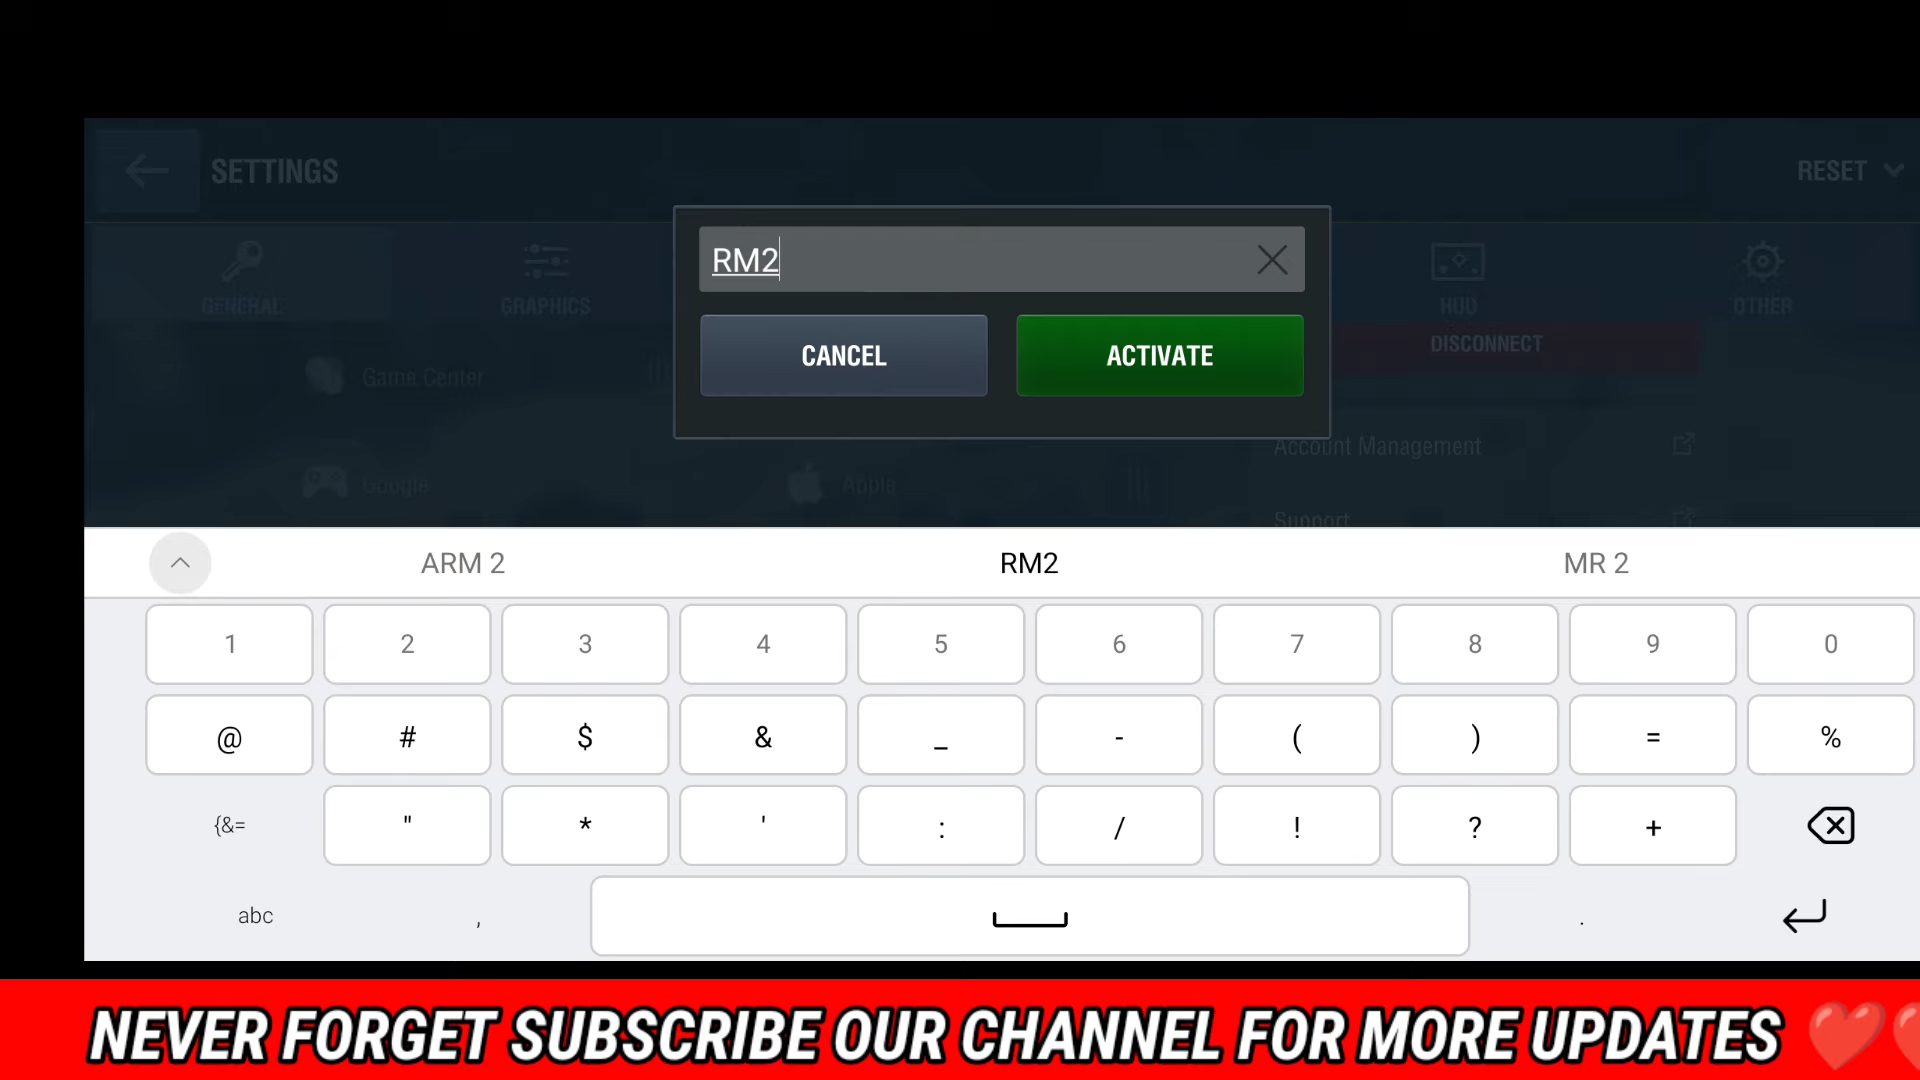 SETTINGS
RESET
RM2
GENERAL
GRAPHICS
HUD
OTHER
CANCEL
ACTIVATE
DISCONNECT
Game Center
Account Management
Google
Apple
Support
ARM 2
RM2
MR 2
1 2 3 4 5 6 7 8 9 0
@ # $ & _ - ( ) = %
{&= " * ' : / ! ? +
abc , .
NEVER FORGET SUBSCRIBE OUR CHANNEL FOR MORE UPDATES